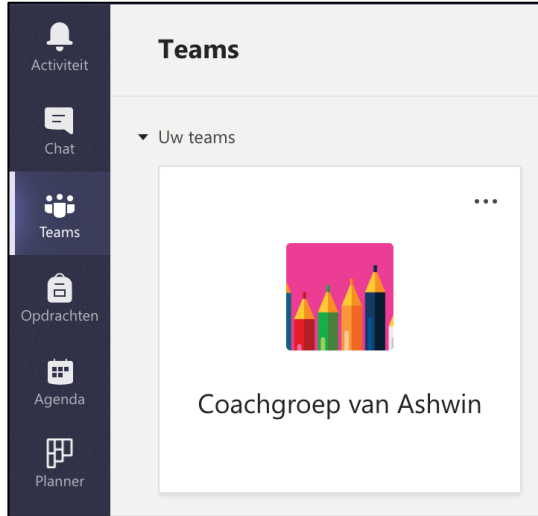 Activiteit
Chat
Teams
Opdrachten
Agenda
Planner
Teams
Uw teams
Coachgroep van Ashwin